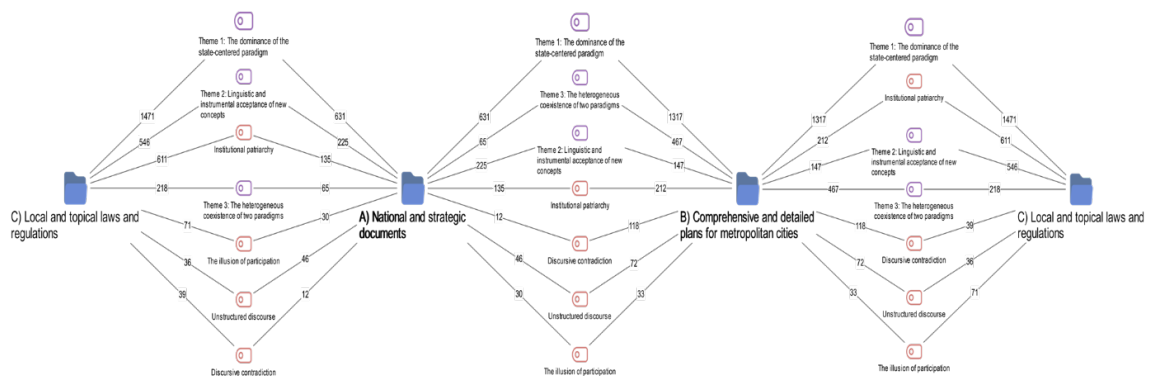 Theme 1: The dominance of the
state-centered paradigm
Theme 2: Linguistic and
instrumental acceptance of new
concepts
Institutional patriarchy
Theme 3: The heterogeneous
coexistence of two paradigms
The illusion of participation
Unstructured discourse
Discursive contradiction
1471
546
611
218
71
36
39
631
225
135
65
30
46
12
C) Local and topical laws and
regulations
A) National and strategic
documents
Theme 1: The dominance of the
state-centered paradigm
Theme 3: The heterogeneous
coexistence of two paradigms
Theme 2: Linguistic and
instrumental acceptance of new
concepts
Institutional patriarchy
Discursive contradiction
Unstructured discourse
The illusion of participation
631
65
225
135
12
46
30
1317
467
147
212
118
72
33
B) Comprehensive and detailed
plans for metropolitan cities
Theme 1: The dominance of the
state-centered paradigm
Institutional patriarchy
Theme 2: Linguistic and
instrumental acceptance of new
concepts
Theme 3: The heterogeneous
coexistence of two paradigms
Discursive contradiction
Unstructured discourse
The illusion of participation
1317
212
147
467
118
72
33
1471
611
546
218
39
36
71
C) Local and topical laws and
regulations